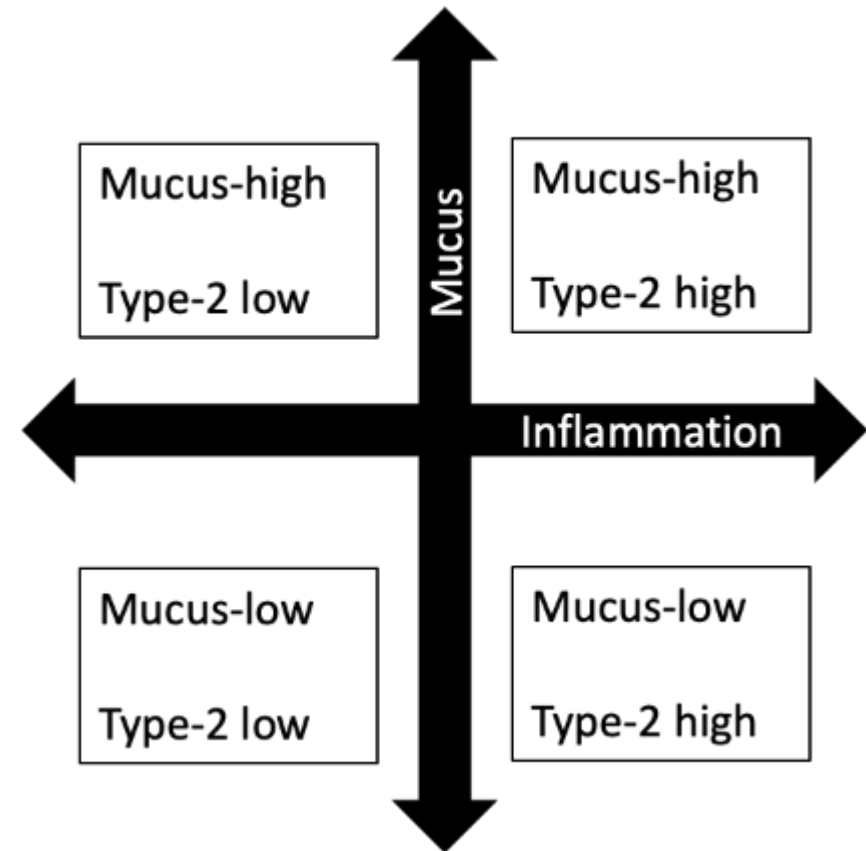 Mucus-high
Type-2 low
Mucus
Mucus-high
Type-2 high
Inflammation
Mucus-low
Type-2 low
Mucus-low
Type-2 high